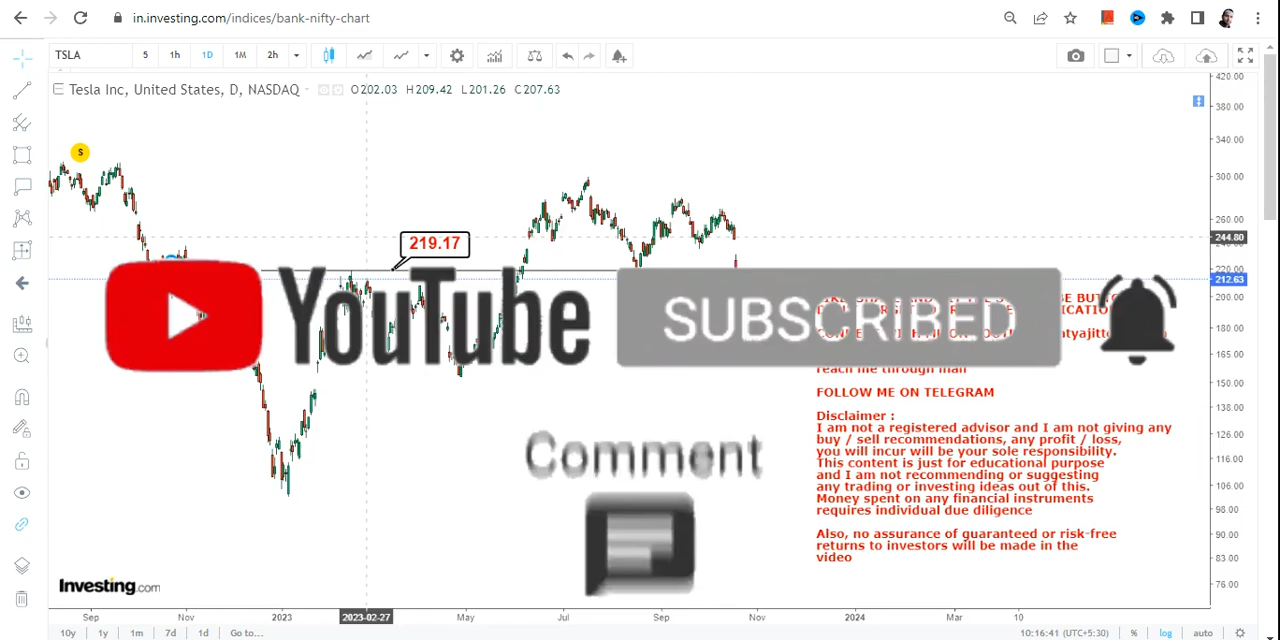 in.investing.com/indices/bank-nifty-chart
TSLA 5 1h 1D 1M 2h
Tesla Inc, United States, D, NASDAQ O202.03 H209.42 L201.26 C207.63
420.00
380.00
340.00
S
300.00
260.00
219.17
244.80
220.00
212.63
YouTube SUBSCRIBED
200.00
180.00
165.00
reach me through mail
150.00
FOLLOW ME ON TELEGRAM
138.00
Disclaimer :
I am not a registered advisor and I am not giving any
126.00
buy / sell recommendations, any profit / loss,
you will incur will be your sole responsibility.
Comment
This content is just for educational purpose
116.00
and I am not recommending or suggesting
any trading or investing ideas out of this.
106.00
Money spent on any financial instruments
requires individual due diligence
98.00
Also, no assurance of guaranteed or risk-free
90.00
returns to investors will be made in the
video
83.00
76.00
Investing.com
Sep Nov 2023 2023-02-27 May Jul Sep Nov 2024 Mar 10
10y 1y 1m 7d 1d Go to... 10:16:41 (UTC+5:30) % log auto